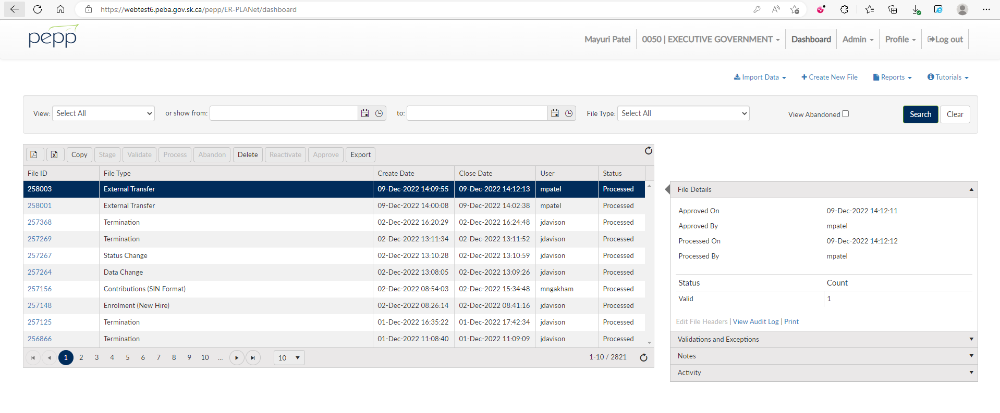 https://webtest6.peba.gov.sk.ca/pepp/ER-PLANet/dashboard
pepp
Mayuri Patel 0050 | EXECUTIVE GOVERNMENT Dashboard Admin Profile Log out
Import Data Create New File Reports Tutorials
View: Select All or show from: to: File Type: Select All View Abandoned Search Clear
Copy Stage Validate Process Abandon Delete Reactivate Approve Export
File ID File Type Create Date Close Date User Status
258003 External Transfer 09-Dec-2022 14:09:55 09-Dec-2022 14:12:13 mpatel Processed
258001 External Transfer 09-Dec-2022 14:00:08 09-Dec-2022 14:02:38 mpatel Processed
257368 Termination 02-Dec-2022 16:20:29 02-Dec-2022 16:24:48 jdavison Processed
257269 Termination 02-Dec-2022 13:11:34 02-Dec-2022 13:11:52 jdavison Processed
257267 Status Change 02-Dec-2022 13:10:28 02-Dec-2022 13:10:59 jdavison Processed
257264 Data Change 02-Dec-2022 13:08:05 02-Dec-2022 13:09:26 jdavison Processed
257156 Contributions (SIN Format) 02-Dec-2022 08:54:03 02-Dec-2022 15:34:48 mngakham Processed
257148 Enrolment (New Hire) 02-Dec-2022 08:26:14 02-Dec-2022 08:41:16 jdavison Processed
257125 Termination 01-Dec-2022 16:35:22 01-Dec-2022 17:42:34 jdavison Processed
256866 Termination 01-Dec-2022 11:08:40 01-Dec-2022 11:09:09 jdavison Processed
1 2 3 4 5 6 7 8 9 10 ... 10 1-10 / 2821
File Details
Approved On 09-Dec-2022 14:12:11
Approved By mpatel
Processed On 09-Dec-2022 14:12:12
Processed By mpatel
Status Count
Valid 1
Edit File Headers | View Audit Log | Print
Validations and Exceptions
Notes
Activity